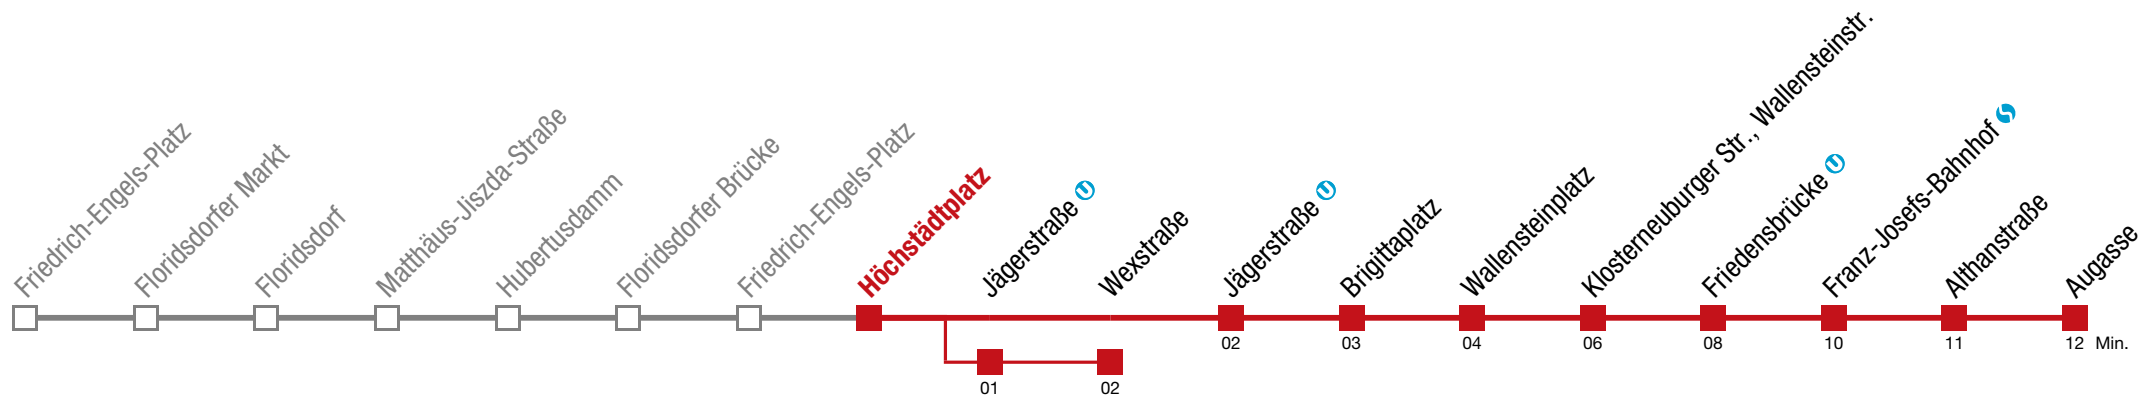 Friedrich-Engels-Platz
Floridsdorfer Markt
Floridsdorf
Matthäus-Jiszda-Straße
Hubertusdamm
Floridsdorfer Brücke
Friedrich-Engels-Platz
Höchstädtplatz
Jägerstraße U
Wexstraße
Jägerstraße U
Brigittaplatz
Wallensteinplatz
Klosterneuburger Str., Wallensteinstr.
Friedensbrücke U
Franz-Josefs-Bahnhof S
Althanstraße
Augasse
02 03 04 06 08 10 11 12 Min.
01 02